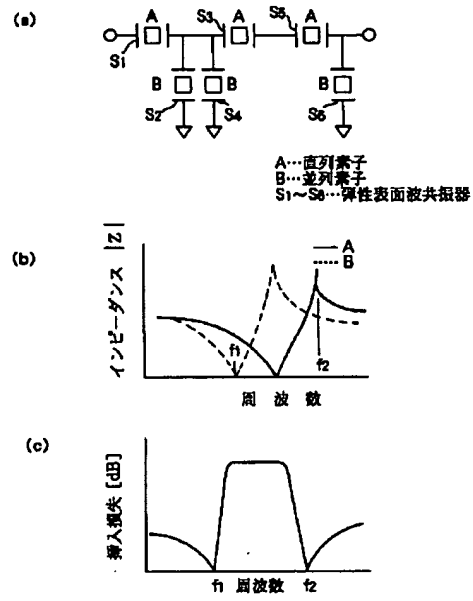 (a)
A S3 A S5 A
S1
B B B
S2 S4 S6
A…直列素子
B…並列素子
S1〜S6…弾性表面波共振器
(b)
インピーダンス |Z|
A
B
f1
f2
周波数
(c)
挿入損失 [dB]
f1 周波数 f2